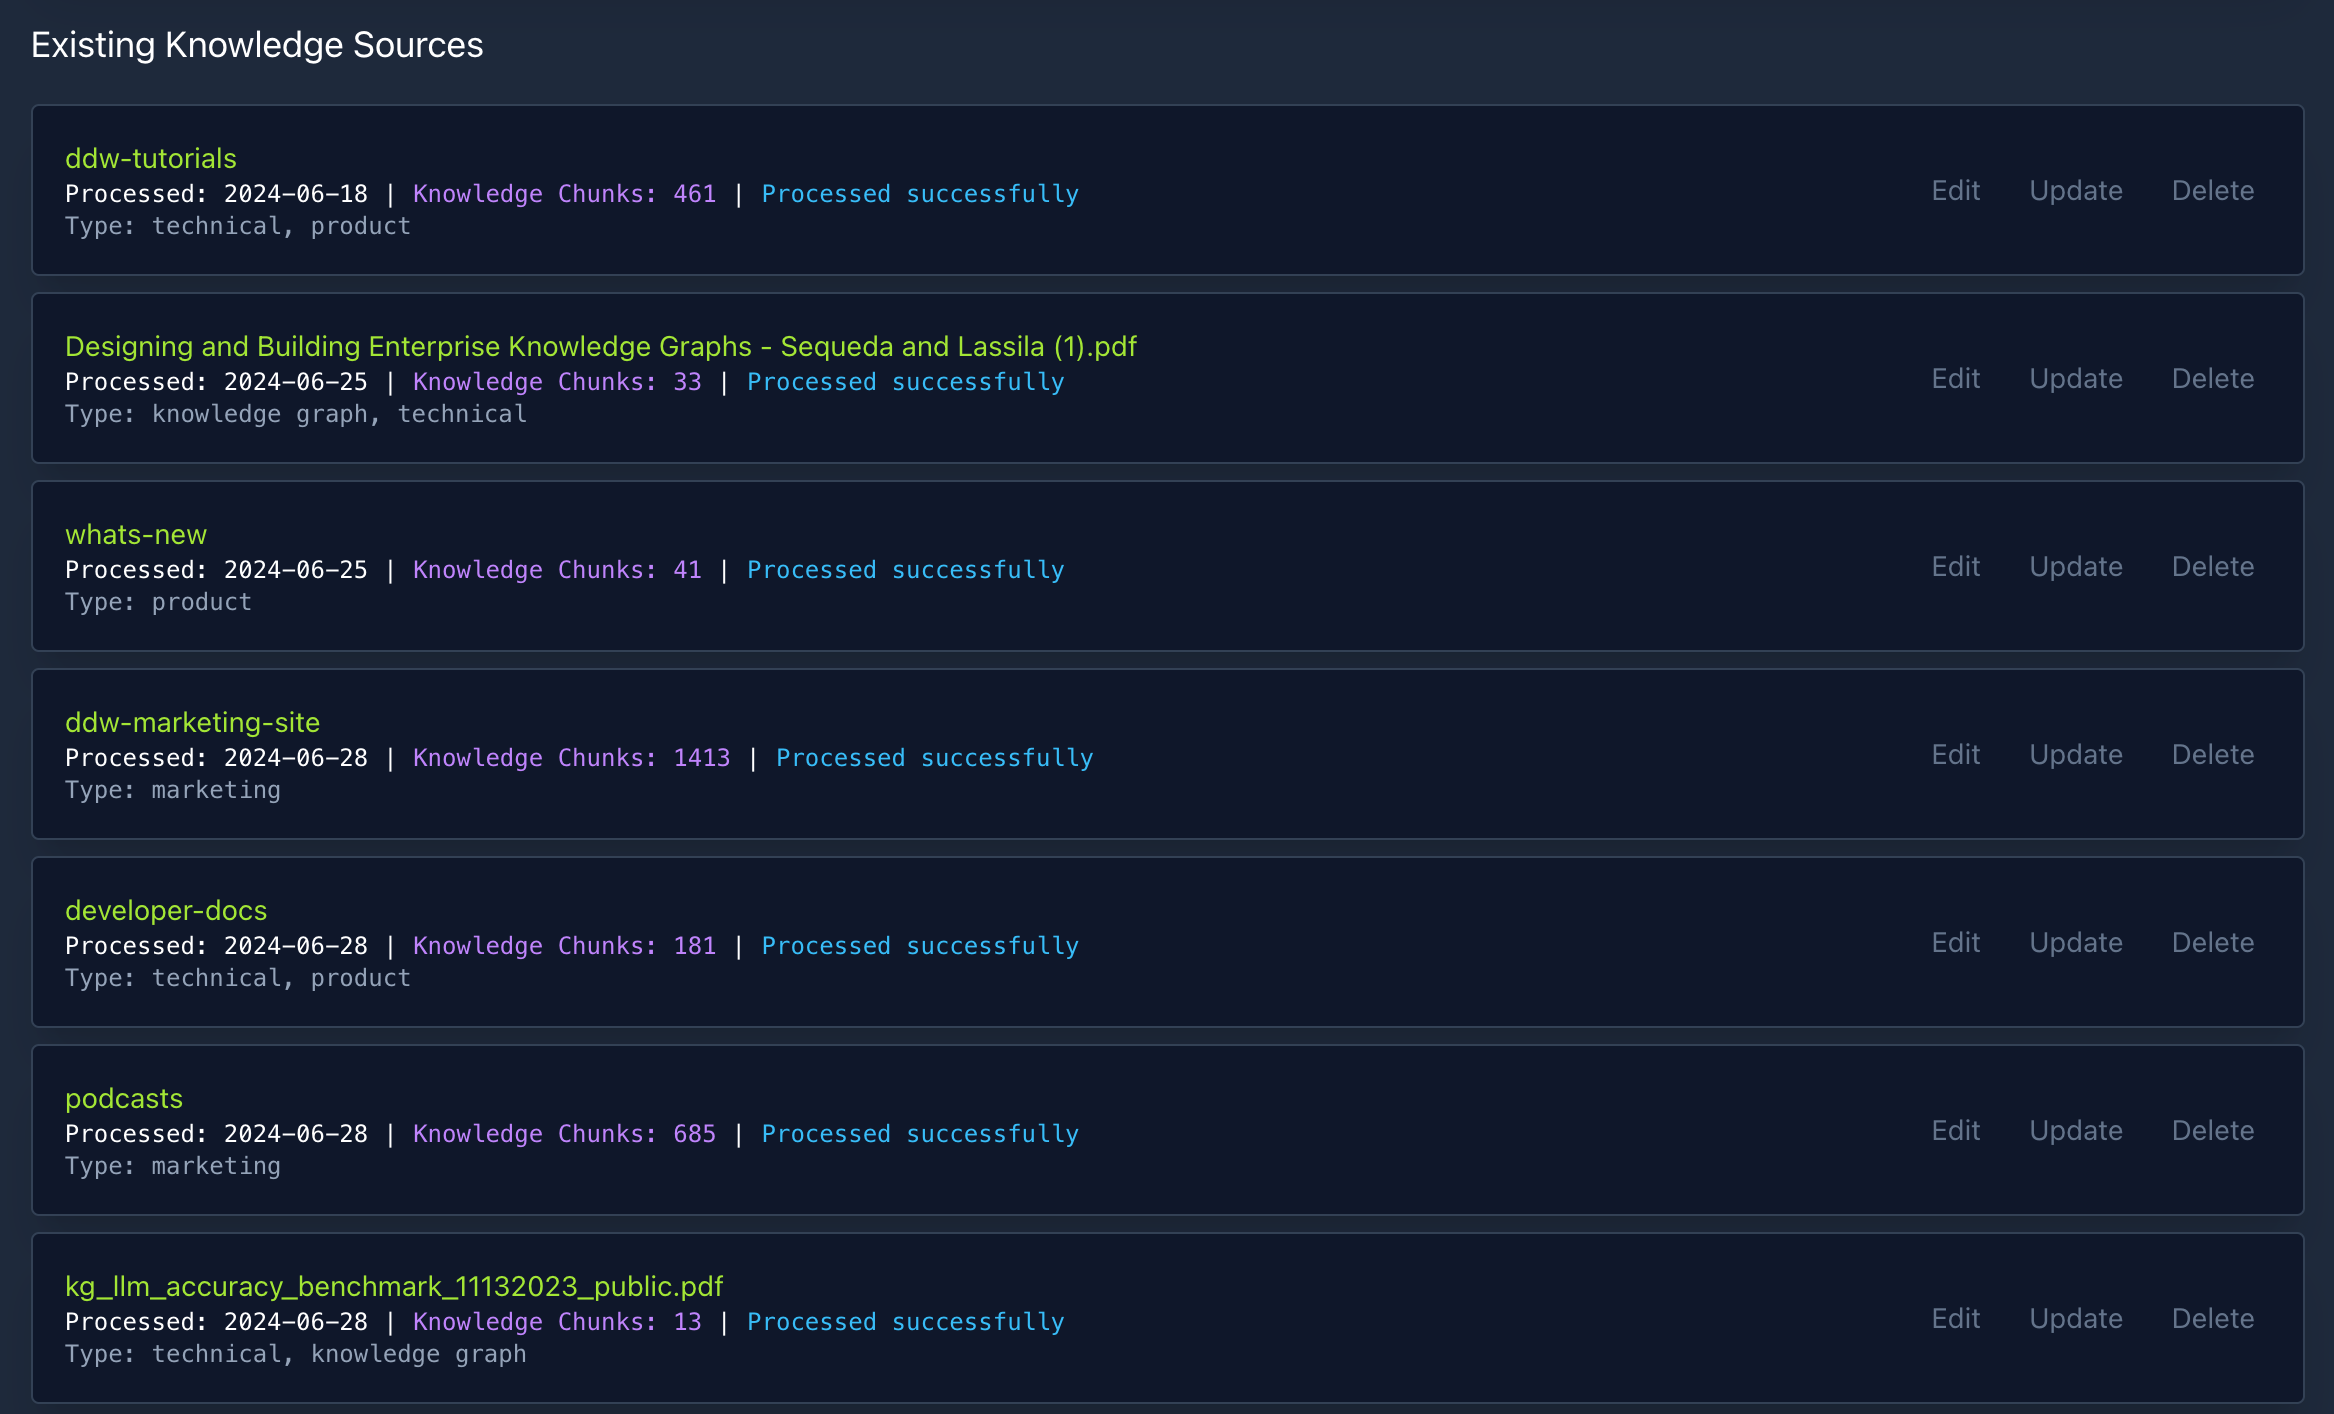 Existing Knowledge Sources
ddw-tutorials
Processed: 2024-06-18 | Knowledge Chunks: 461 | Processed successfully
Type: technical, product
Edit Update Delete
Designing and Building Enterprise Knowledge Graphs - Sequeda and Lassila (1).pdf
Processed: 2024-06-25 | Knowledge Chunks: 33 | Processed successfully
Type: knowledge graph, technical
Edit Update Delete
whats-new
Processed: 2024-06-25 | Knowledge Chunks: 41 | Processed successfully
Type: product
Edit Update Delete
ddw-marketing-site
Processed: 2024-06-28 | Knowledge Chunks: 1413 | Processed successfully
Type: marketing
Edit Update Delete
developer-docs
Processed: 2024-06-28 | Knowledge Chunks: 181 | Processed successfully
Type: technical, product
Edit Update Delete
podcasts
Processed: 2024-06-28 | Knowledge Chunks: 685 | Processed successfully
Type: marketing
Edit Update Delete
kg_llm_accuracy_benchmark_11132023_public.pdf
Processed: 2024-06-28 | Knowledge Chunks: 13 | Processed successfully
Type: technical, knowledge graph
Edit Update Delete